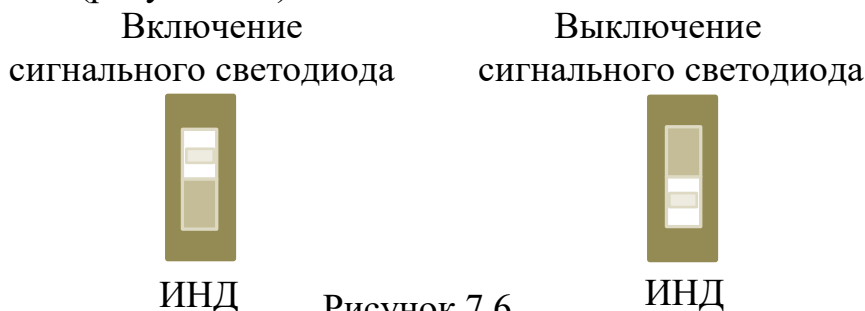 Включение
сигнального светодиода
Выключение
сигнального светодиода
ИНД
ИНД
Рисунок 7.6